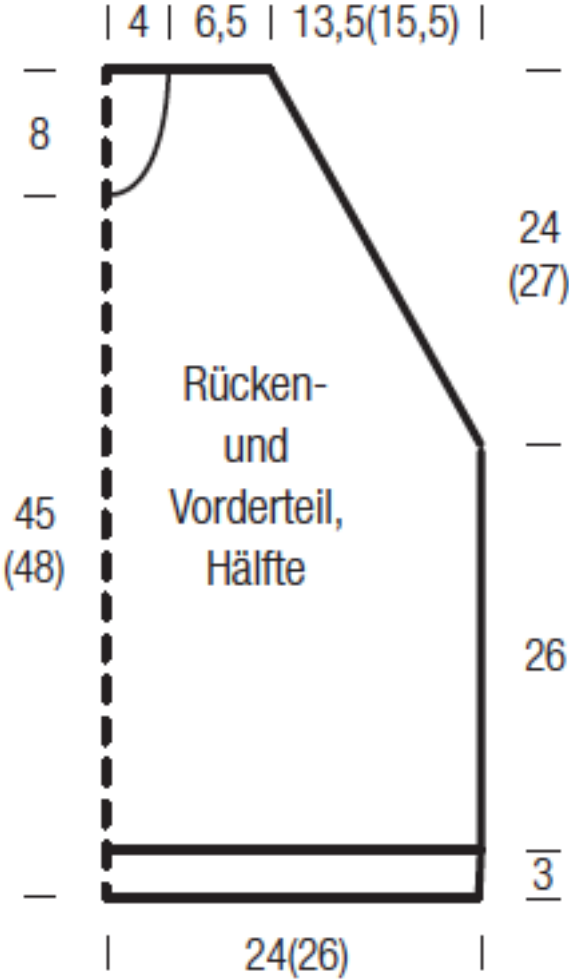 4 6,5 13,5(15,5)
8
24
(27)
Rücken-
und
Vorderteil,
Hälfte
45
(48)
26
3
24(26)